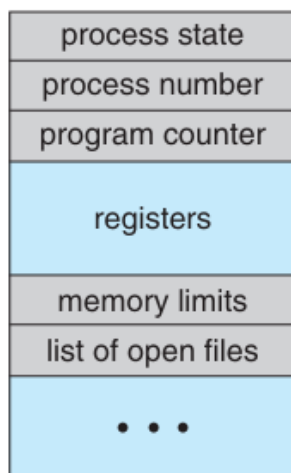 process state
process number
program counter
registers
memory limits
list of open files
• • •